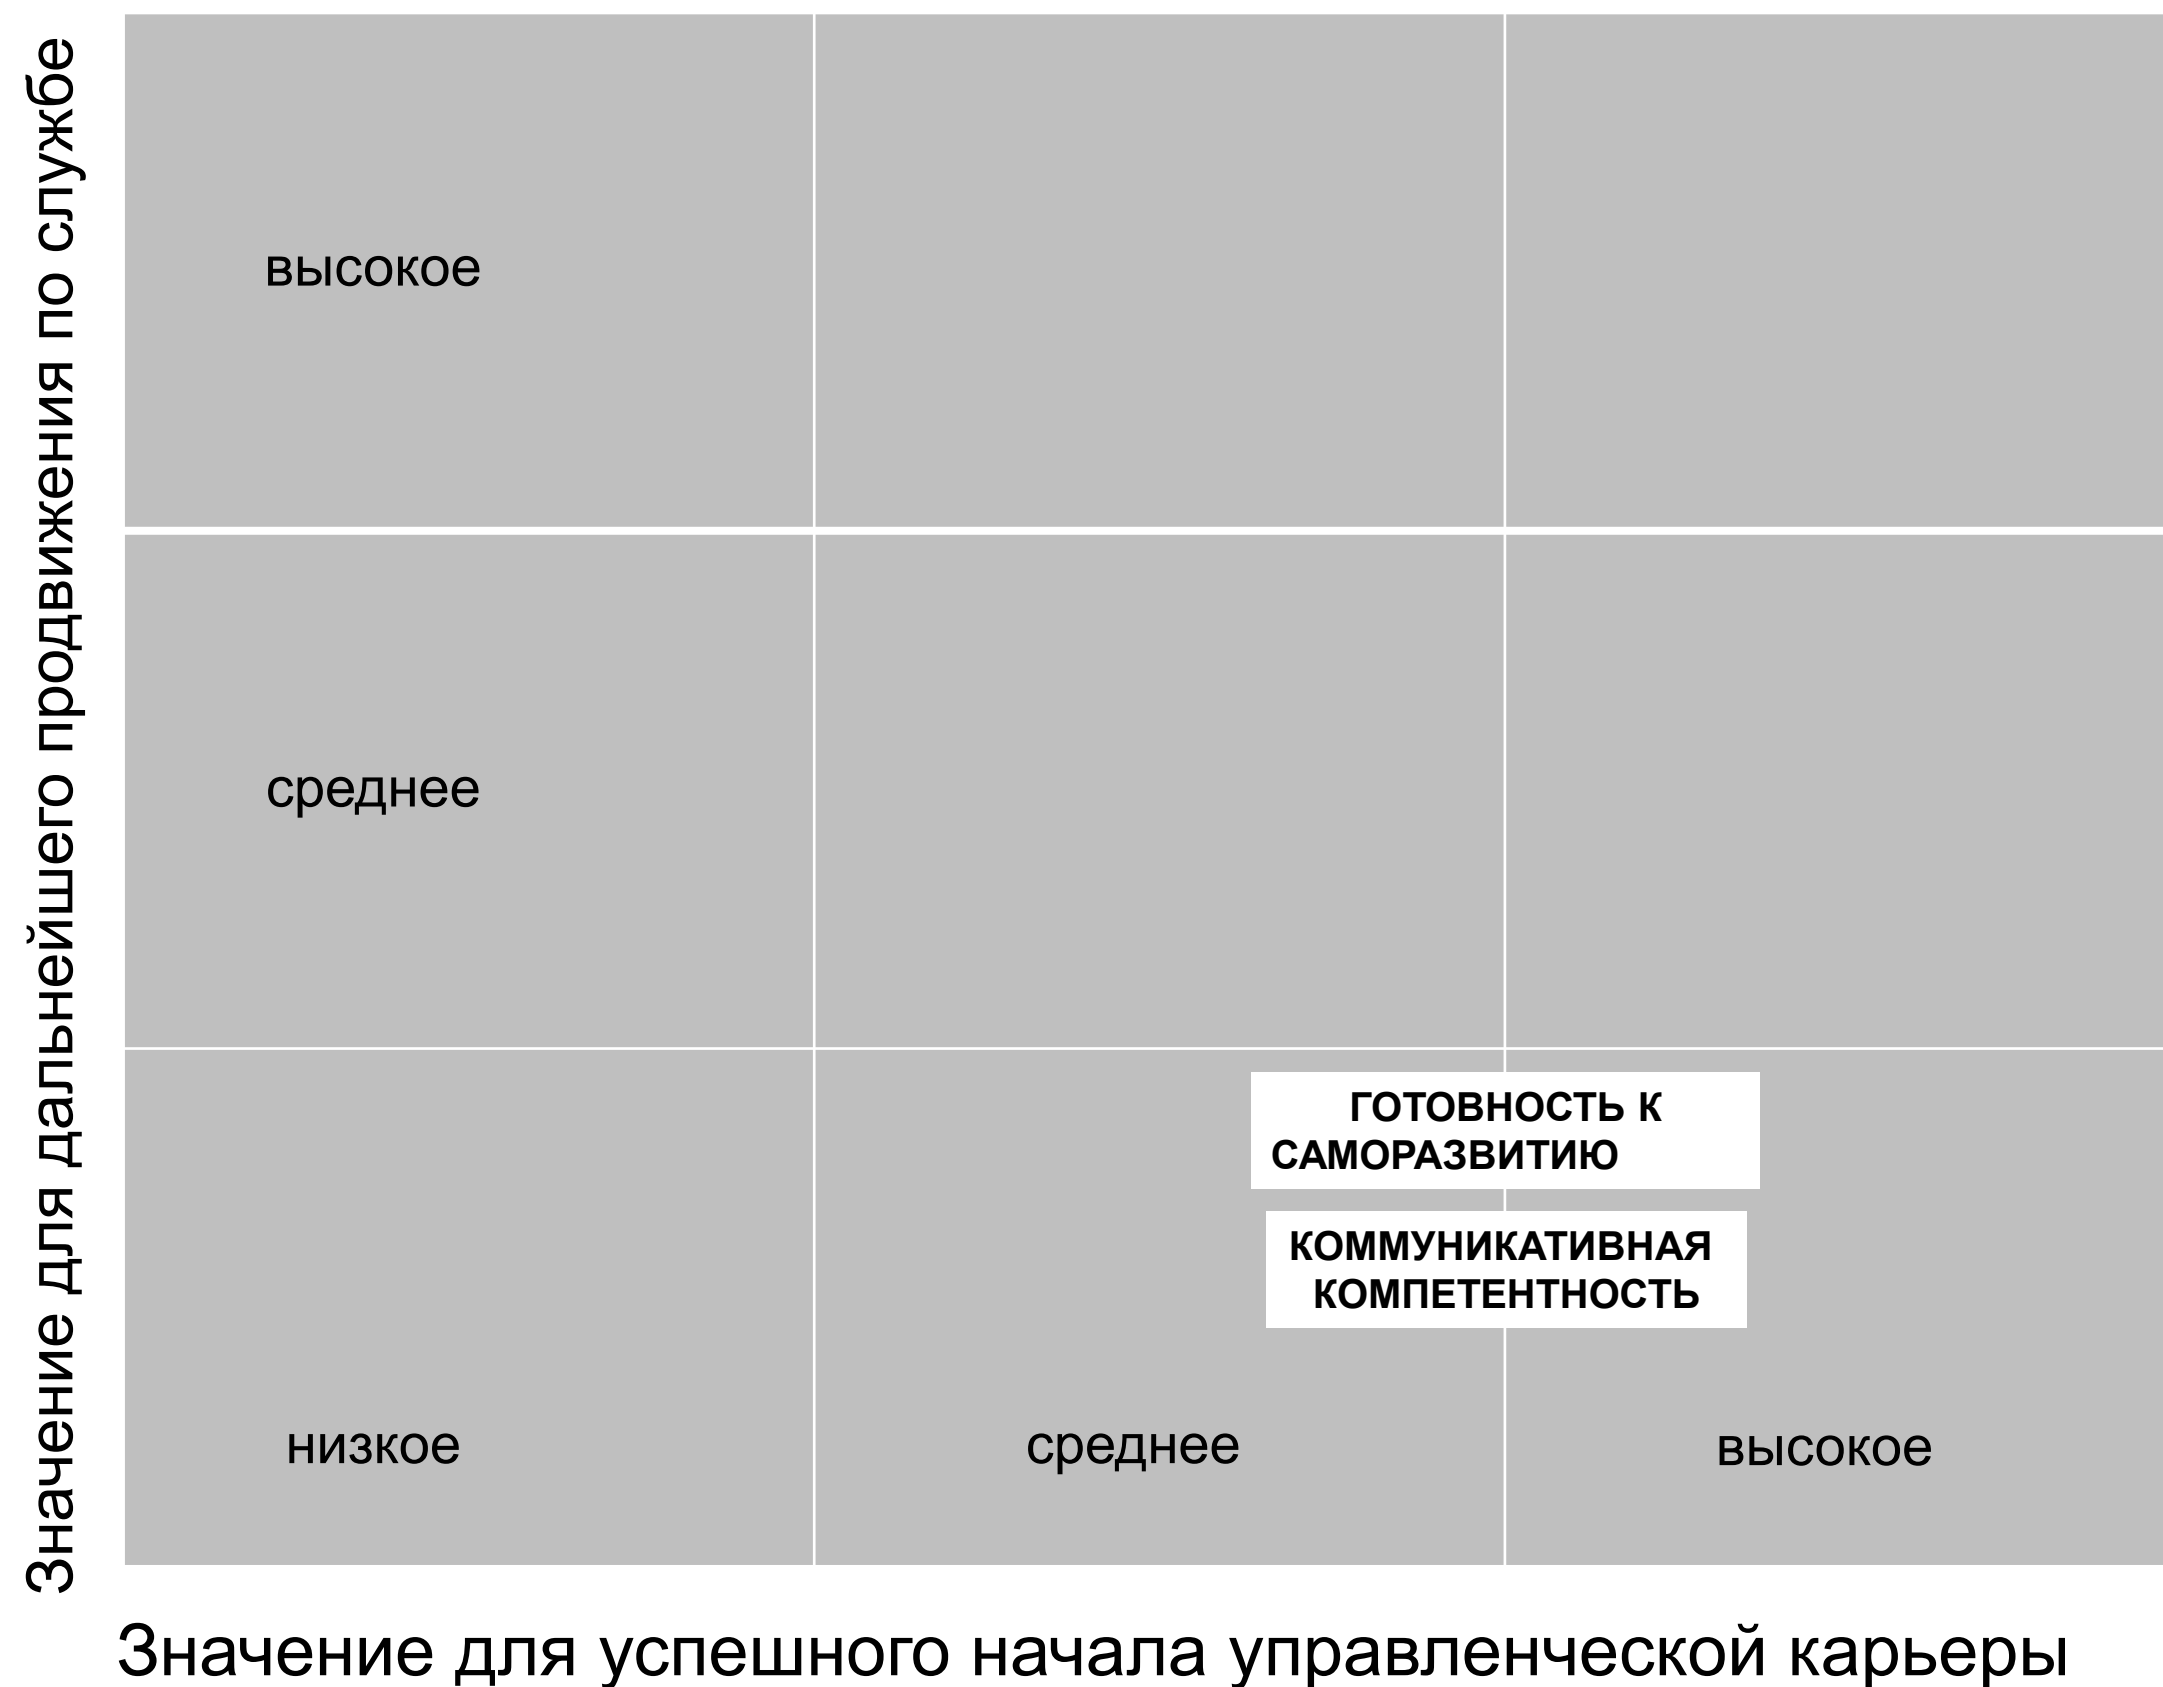 Значение для дальнейшего продвижения по службе
высокое
среднее
ГОТОВНОСТЬ К
САМОРАЗВИТИЮ
КОММУНИКАТИВНАЯ
КОМПЕТЕНТНОСТЬ
низкое
среднее
высокое
Значение для успешного начала управленческой карьеры